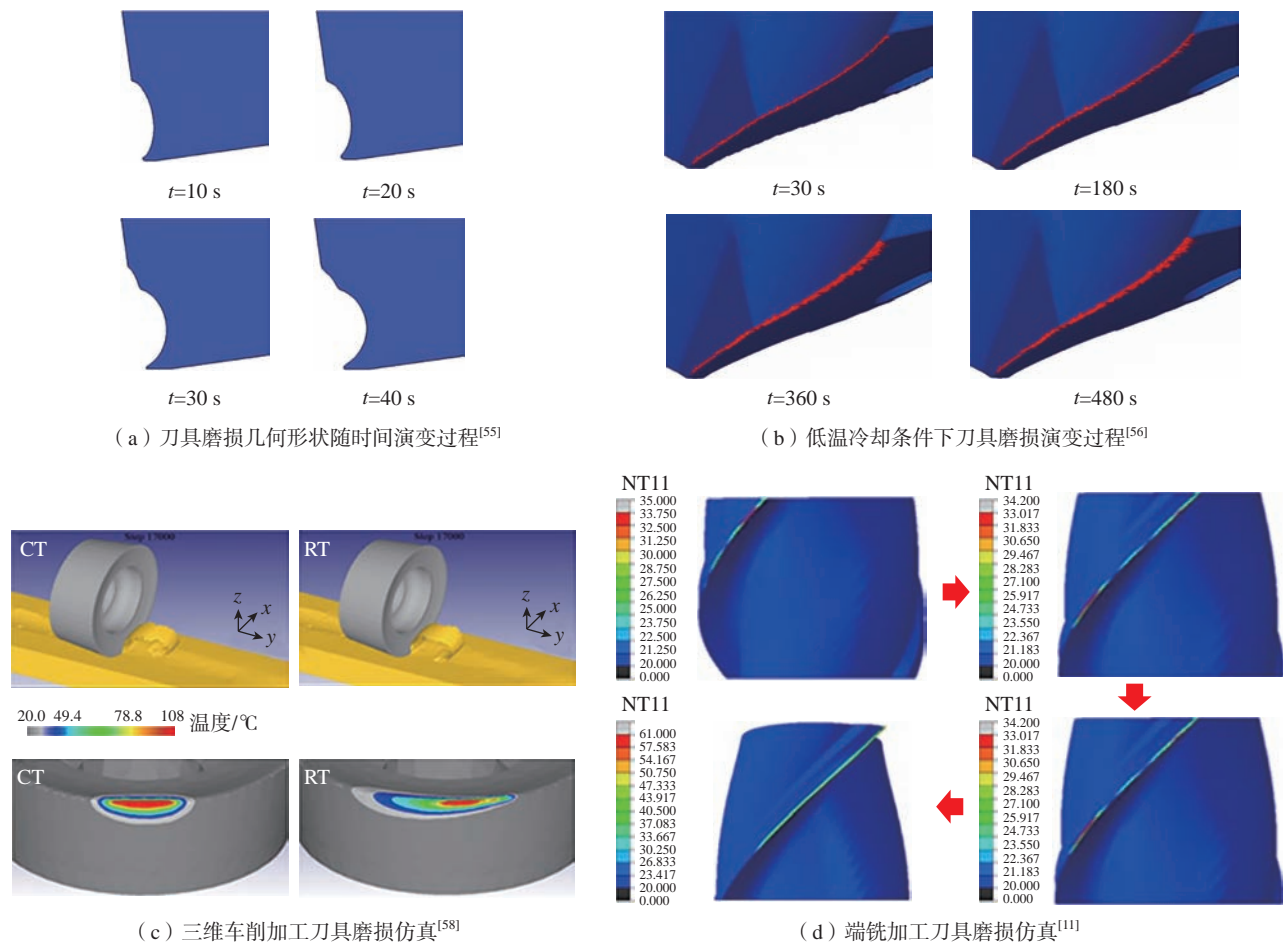 t=10 s
t=20 s
t=30 s
t=40 s
（a）刀具磨损几何形状随时间演变过程[55]
t=30 s
t=180 s
t=360 s
t=480 s
（b）低温冷却条件下刀具磨损演变过程[56]
CT
Step 17000
z
x
y
RT
Step 17000
z
x
y
20.0 49.4 78.8 108 温度/℃
CT
RT
（c）三维车削加工刀具磨损仿真[58]
NT11
35.000
33.750
32.500
31.250
30.000
28.750
27.500
26.250
25.000
23.750
22.500
21.250
20.000
0.000
NT11
34.200
33.017
31.833
30.650
29.467
28.283
27.100
25.917
24.733
23.550
22.367
21.183
20.000
0.000
NT11
61.000
57.583
54.167
50.750
47.333
43.917
40.500
37.083
33.667
30.250
26.833
23.417
20.000
0.000
NT11
34.200
33.017
31.833
30.650
29.467
28.283
27.100
25.917
24.733
23.550
22.367
21.183
20.000
0.000
（d）端铣加工刀具磨损仿真[11]